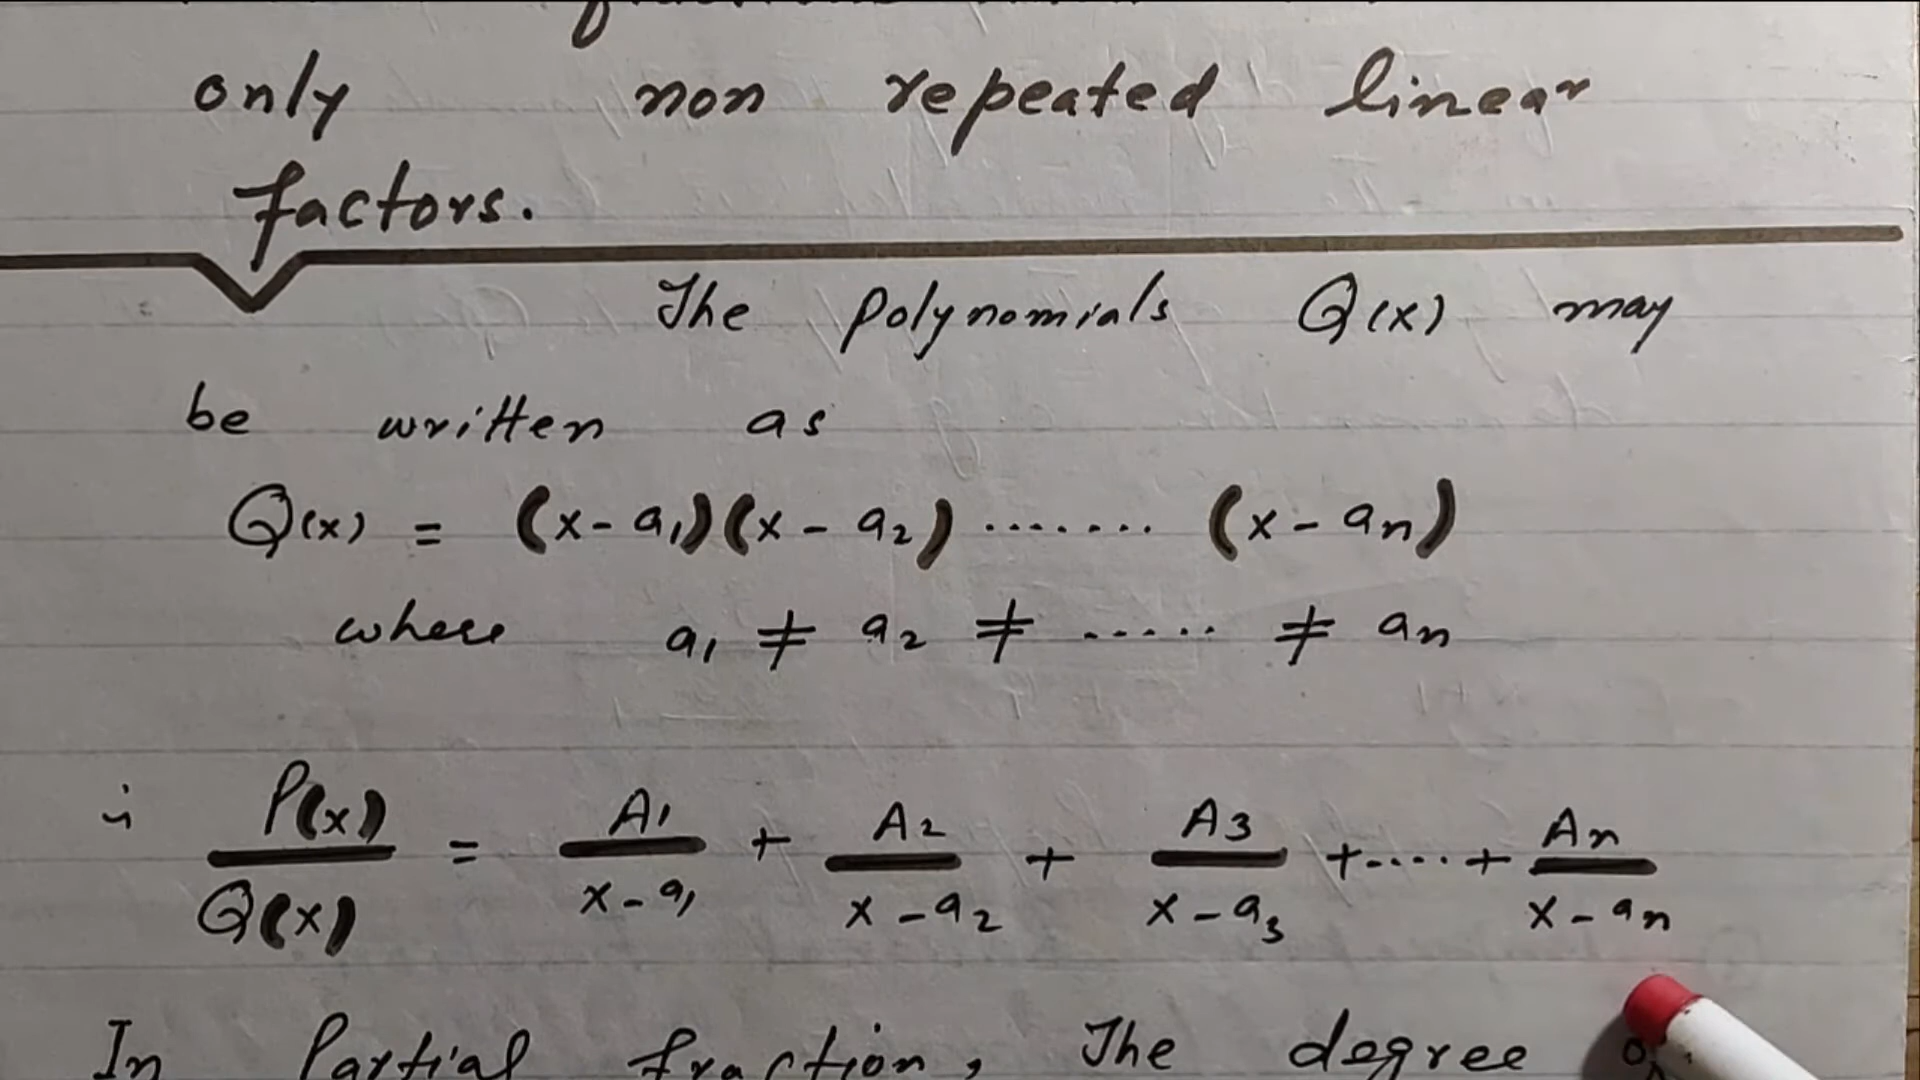 only non repeated linear
factors.
The polynomials Q(x) may
be written as
Q(x) = (x-a₁)(x-a₂)........(x-aₙ)
where a₁ ≠ a₂ ≠ ..... ≠ aₙ
P(x)/Q(x) = A₁/x-a₁ + A₂/x-a₂ + A₃/x-a₃ +....+ Aₙ/x-aₙ
In Partial fraction, The degree